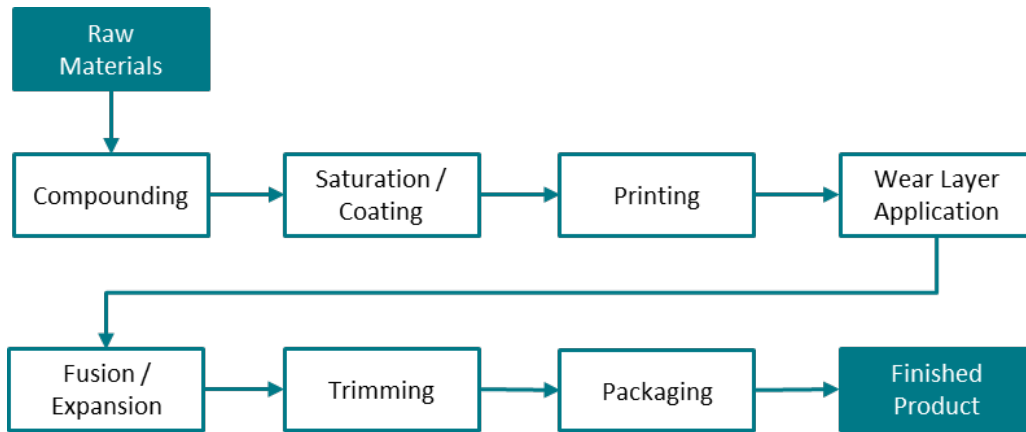 Raw
Materials
Compounding
Saturation /
Coating
Printing
Wear Layer
Application
Fusion /
Expansion
Trimming
Packaging
Finished
Product